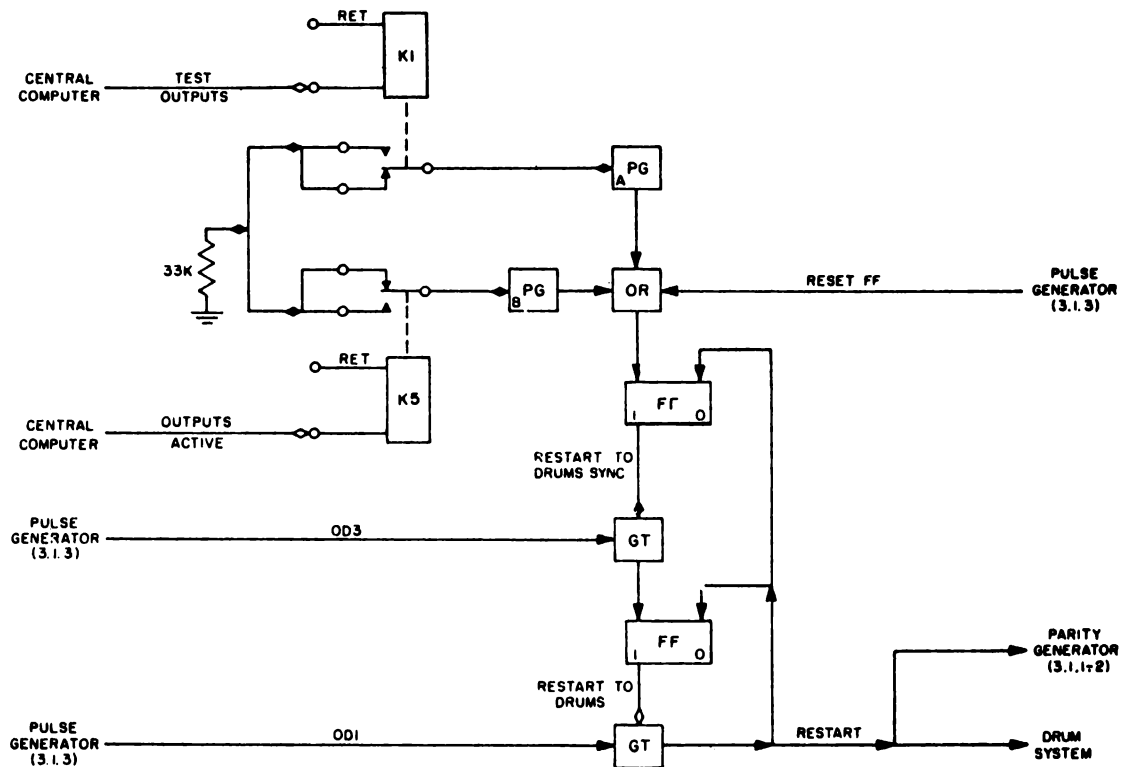 RET
K1
CENTRAL
COMPUTER
TEST
OUTPUTS
PG
A
33K
PG
B
OR
RESET FF
PULSE
GENERATOR
(3.1.3)
RET
K5
FF
1 0
CENTRAL
COMPUTER
OUTPUTS
ACTIVE
RESTART TO
DRUMS SYNC
PULSE
GENERATOR
(3.1.3)
OD3
GT
FF
1 0
PARITY
GENERATOR
(3.1.1-2)
RESTART TO
DRUMS
PULSE
GENERATOR
(3.1.3)
OD1
GT
RESTART
DRUM
SYSTEM